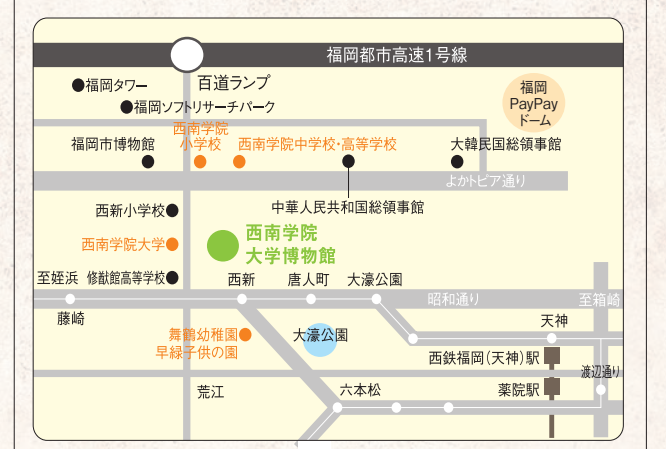 福岡都市高速1号線
福岡タワー
百道ランプ
福岡
PayPay
ドーム
福岡ソフトリサーチパーク
西南学院
小学校
福岡市博物館
西南学院中学校・高等学校
大韓民国総領事館
よかトピア通り
西新小学校
中華人民共和国総領事館
西南学院
大学博物館
西南学院大学
至姪浜
修猷館高等学校
西新
唐人町
大濠公園
昭和通り
至箱崎
藤崎
天神
舞鶴幼稚園
早緑子供の園
大濠公園
西鉄福岡(天神)駅
渡辺通り
荒江
六本松
薬院駅